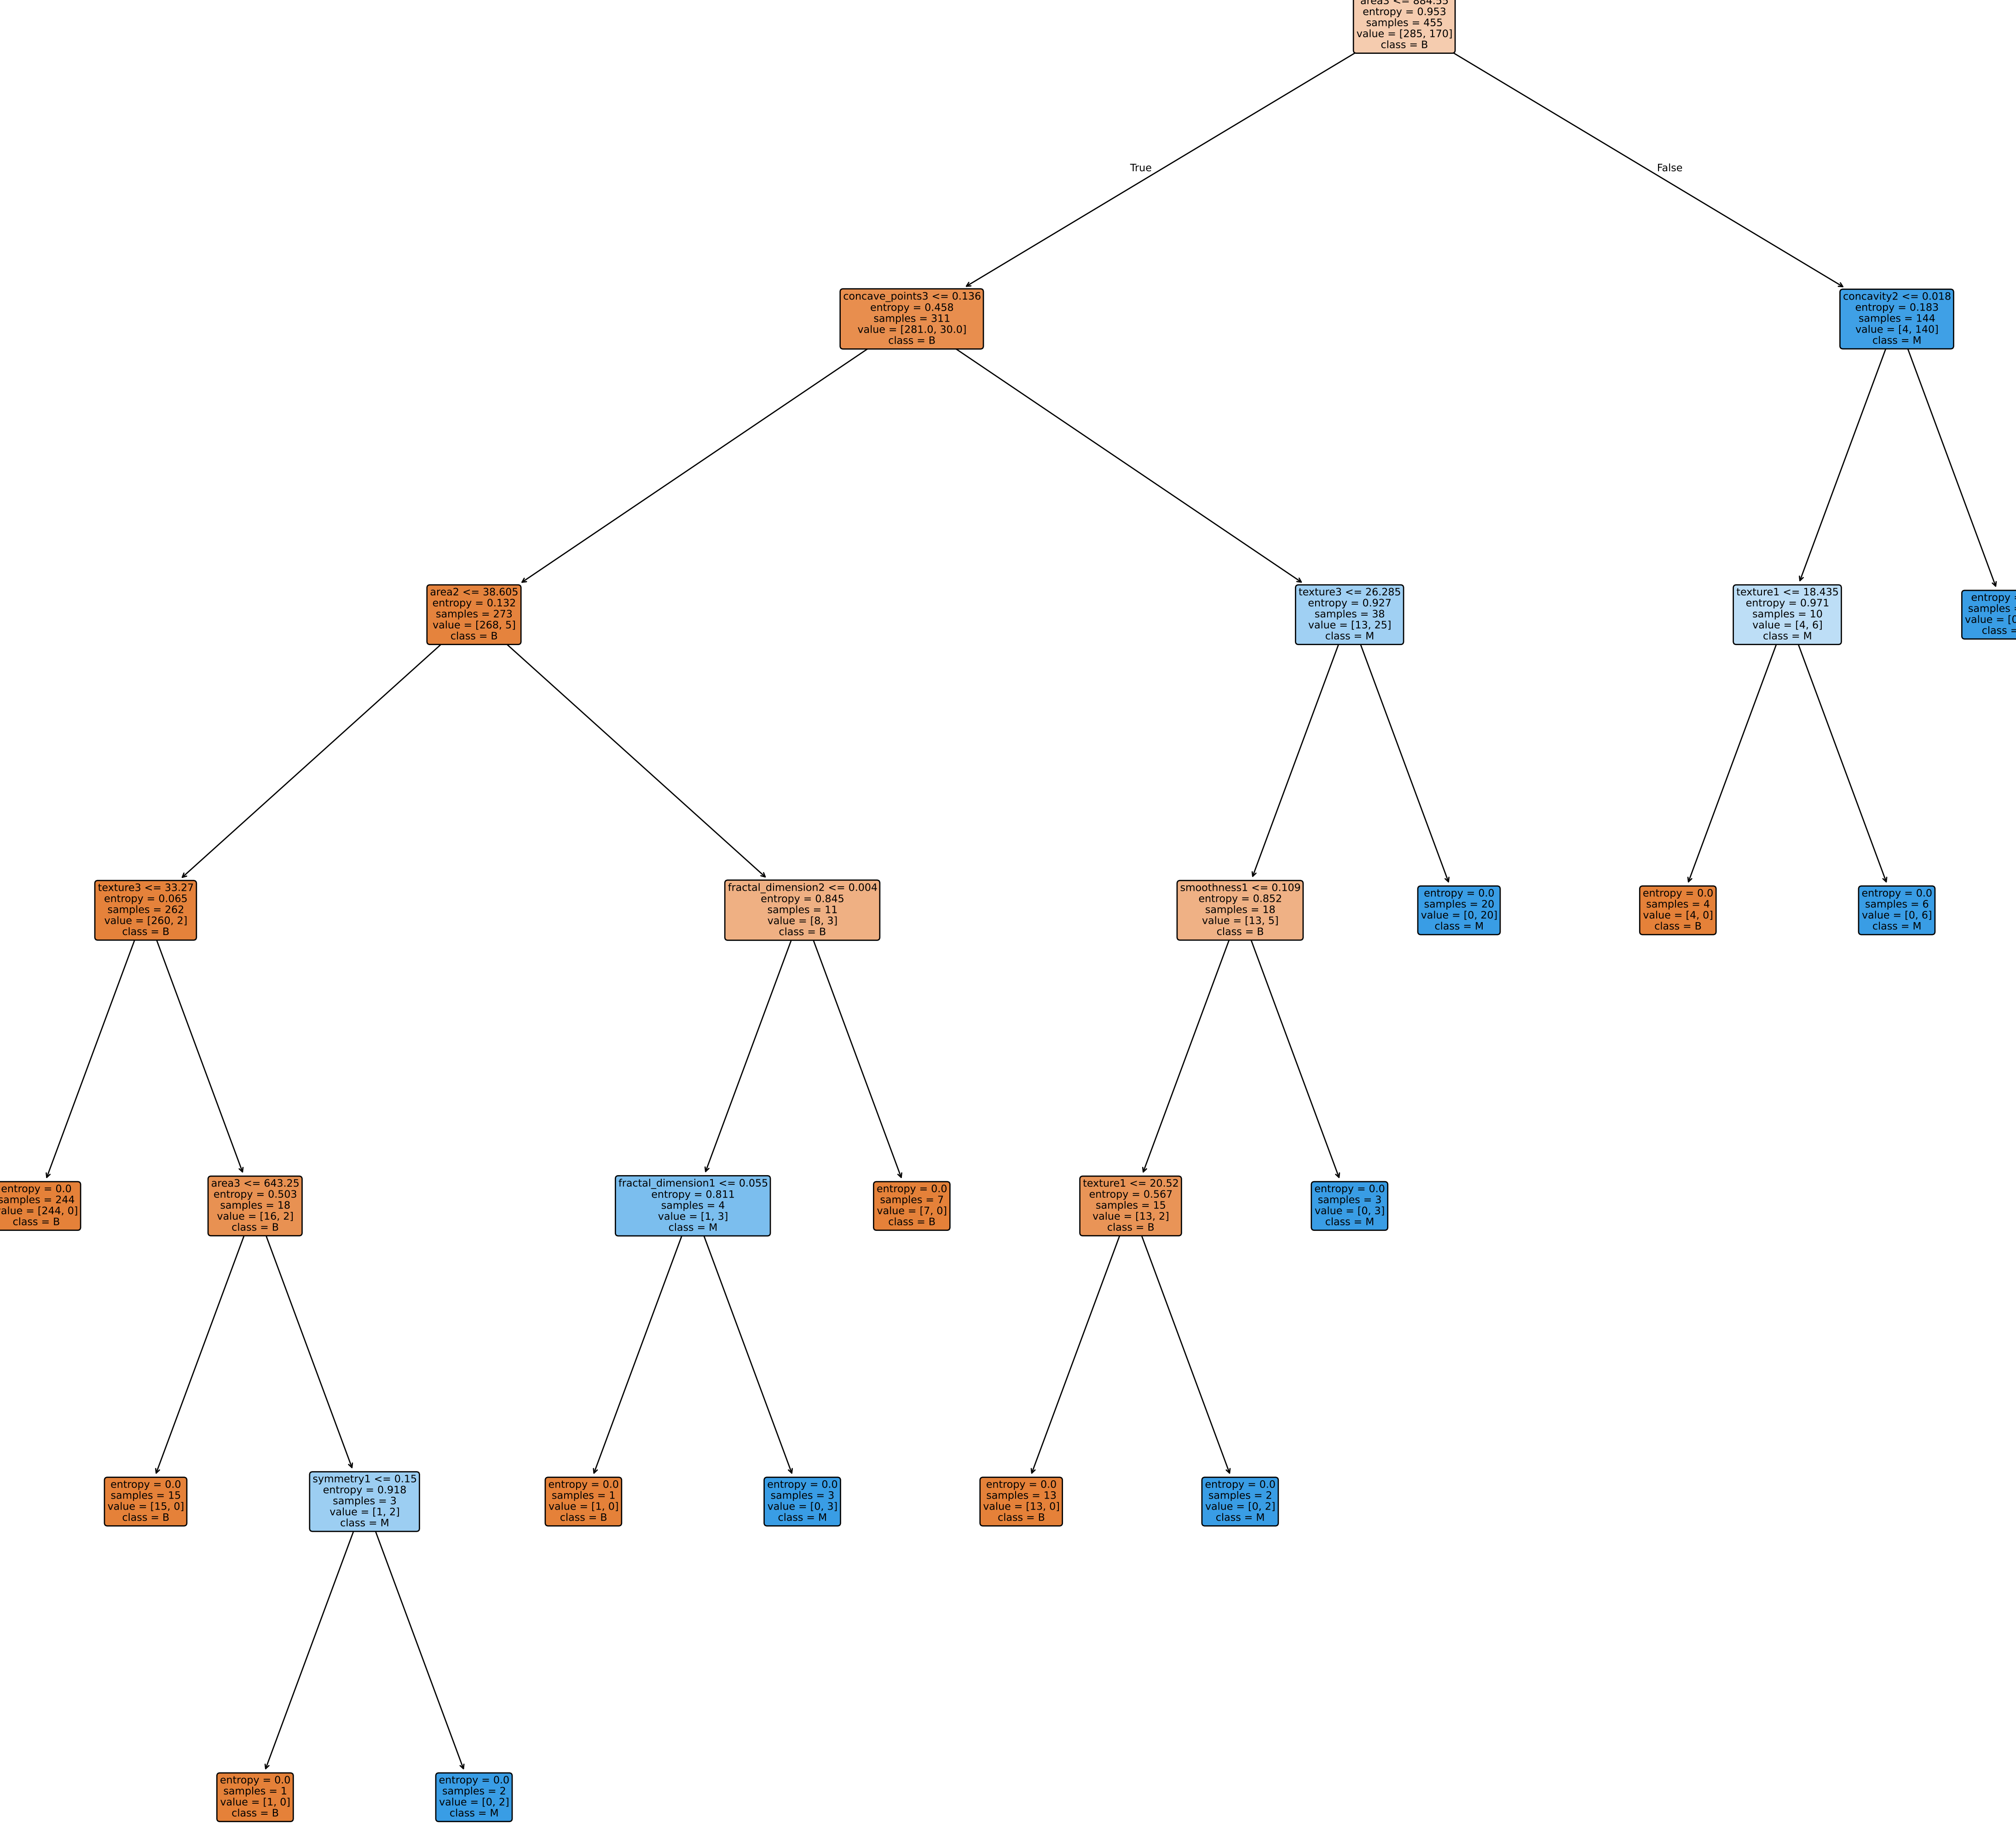 area3 <= 884.55
entropy = 0.953
samples = 455
value = [285, 170]
class = B
True
False
concave_points3 <= 0.136
entropy = 0.458
samples = 311
value = [281.0, 30.0]
class = B
concavity2 <= 0.018
entropy = 0.183
samples = 144
value = [4, 140]
class = M
area2 <= 38.605
entropy = 0.132
samples = 273
value = [268, 5]
class = B
texture3 <= 26.285
entropy = 0.927
samples = 38
value = [13, 25]
class = M
texture1 <= 18.435
entropy = 0.971
samples = 10
value = [4, 6]
class = M
entropy =
samples =
value = [0
class =
texture3 <= 33.27
entropy = 0.065
samples = 262
value = [260, 2]
class = B
fractal_dimension2 <= 0.004
entropy = 0.845
samples = 11
value = [8, 3]
class = B
smoothness1 <= 0.109
entropy = 0.852
samples = 18
value = [13, 5]
class = B
entropy = 0.0
samples = 20
value = [0, 20]
class = M
entropy = 0.0
samples = 4
value = [4, 0]
class = B
entropy = 0.0
samples = 6
value = [0, 6]
class = M
entropy = 0.0
samples = 244
value = [244, 0]
class = B
area3 <= 643.25
entropy = 0.503
samples = 18
value = [16, 2]
class = B
fractal_dimension1 <= 0.055
entropy = 0.811
samples = 4
value = [1, 3]
class = M
entropy = 0.0
samples = 7
value = [7, 0]
class = B
texture1 <= 20.52
entropy = 0.567
samples = 15
value = [13, 2]
class = B
entropy = 0.0
samples = 3
value = [0, 3]
class = M
entropy = 0.0
samples = 15
value = [15, 0]
class = B
symmetry1 <= 0.15
entropy = 0.918
samples = 3
value = [1, 2]
class = M
entropy = 0.0
samples = 1
value = [1, 0]
class = B
entropy = 0.0
samples = 3
value = [0, 3]
class = M
entropy = 0.0
samples = 13
value = [13, 0]
class = B
entropy = 0.0
samples = 2
value = [0, 2]
class = M
entropy = 0.0
samples = 1
value = [1, 0]
class = B
entropy = 0.0
samples = 2
value = [0, 2]
class = M